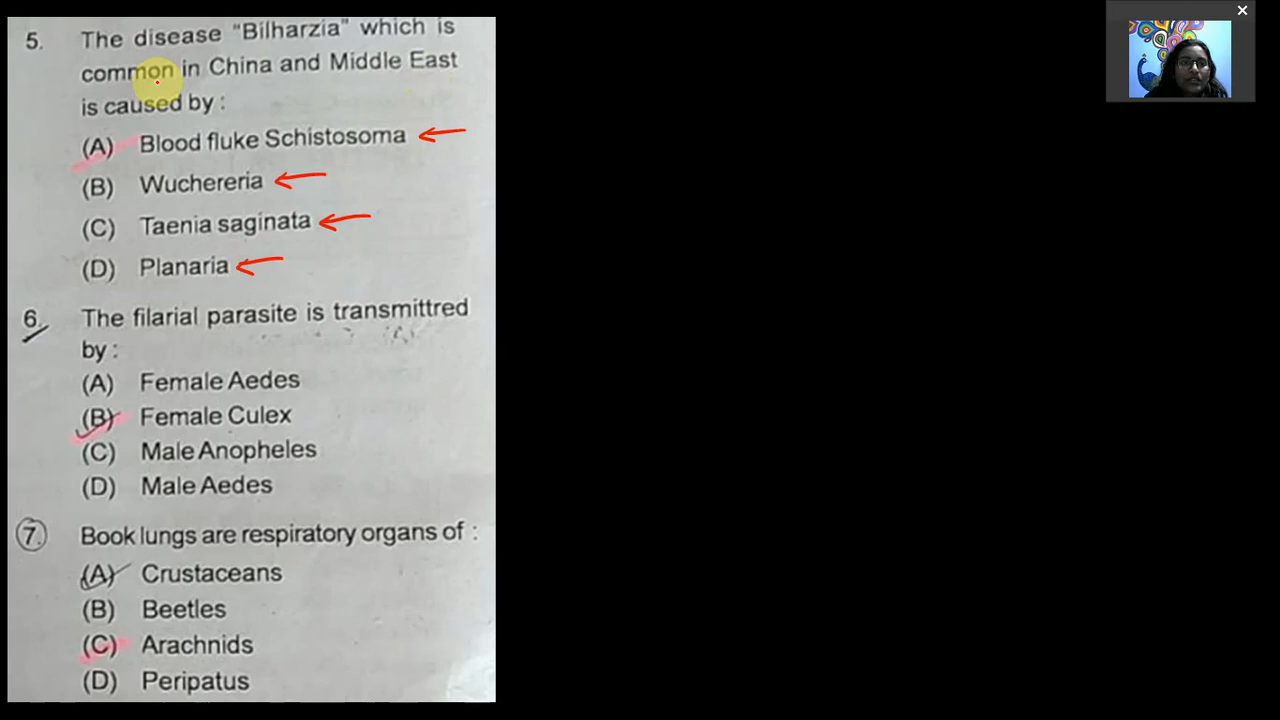 5. The disease "Bilharzia" which is
common in China and Middle East
is caused by :
(A) Blood fluke Schistosoma
(B) Wuchereria
(C) Taenia saginata
(D) Planaria
6. The filarial parasite is transmittred
by :
(A) Female Aedes
(B) Female Culex
(C) Male Anopheles
(D) Male Aedes
7. Book lungs are respiratory organs of :
(A) Crustaceans
(B) Beetles
(C) Arachnids
(D) Peripatus